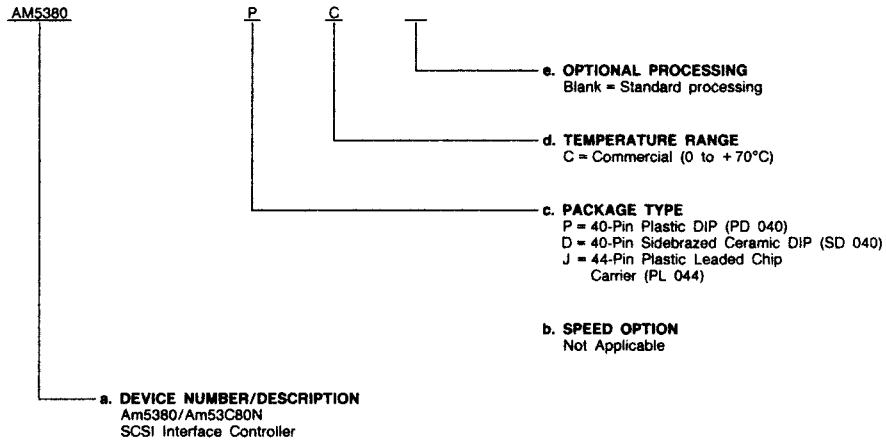 AM5380 P C
e. OPTIONAL PROCESSING
Blank = Standard processing
d. TEMPERATURE RANGE
C = Commercial (0 to +70°C)
c. PACKAGE TYPE
P = 40-Pin Plastic DIP (PD 040)
D = 40-Pin Sidebrazed Ceramic DIP (SD 040)
J = 44-Pin Plastic Leaded Chip
Carrier (PL 044)
b. SPEED OPTION
Not Applicable
a. DEVICE NUMBER/DESCRIPTION
Am5380/Am53C80N
SCSI Interface Controller